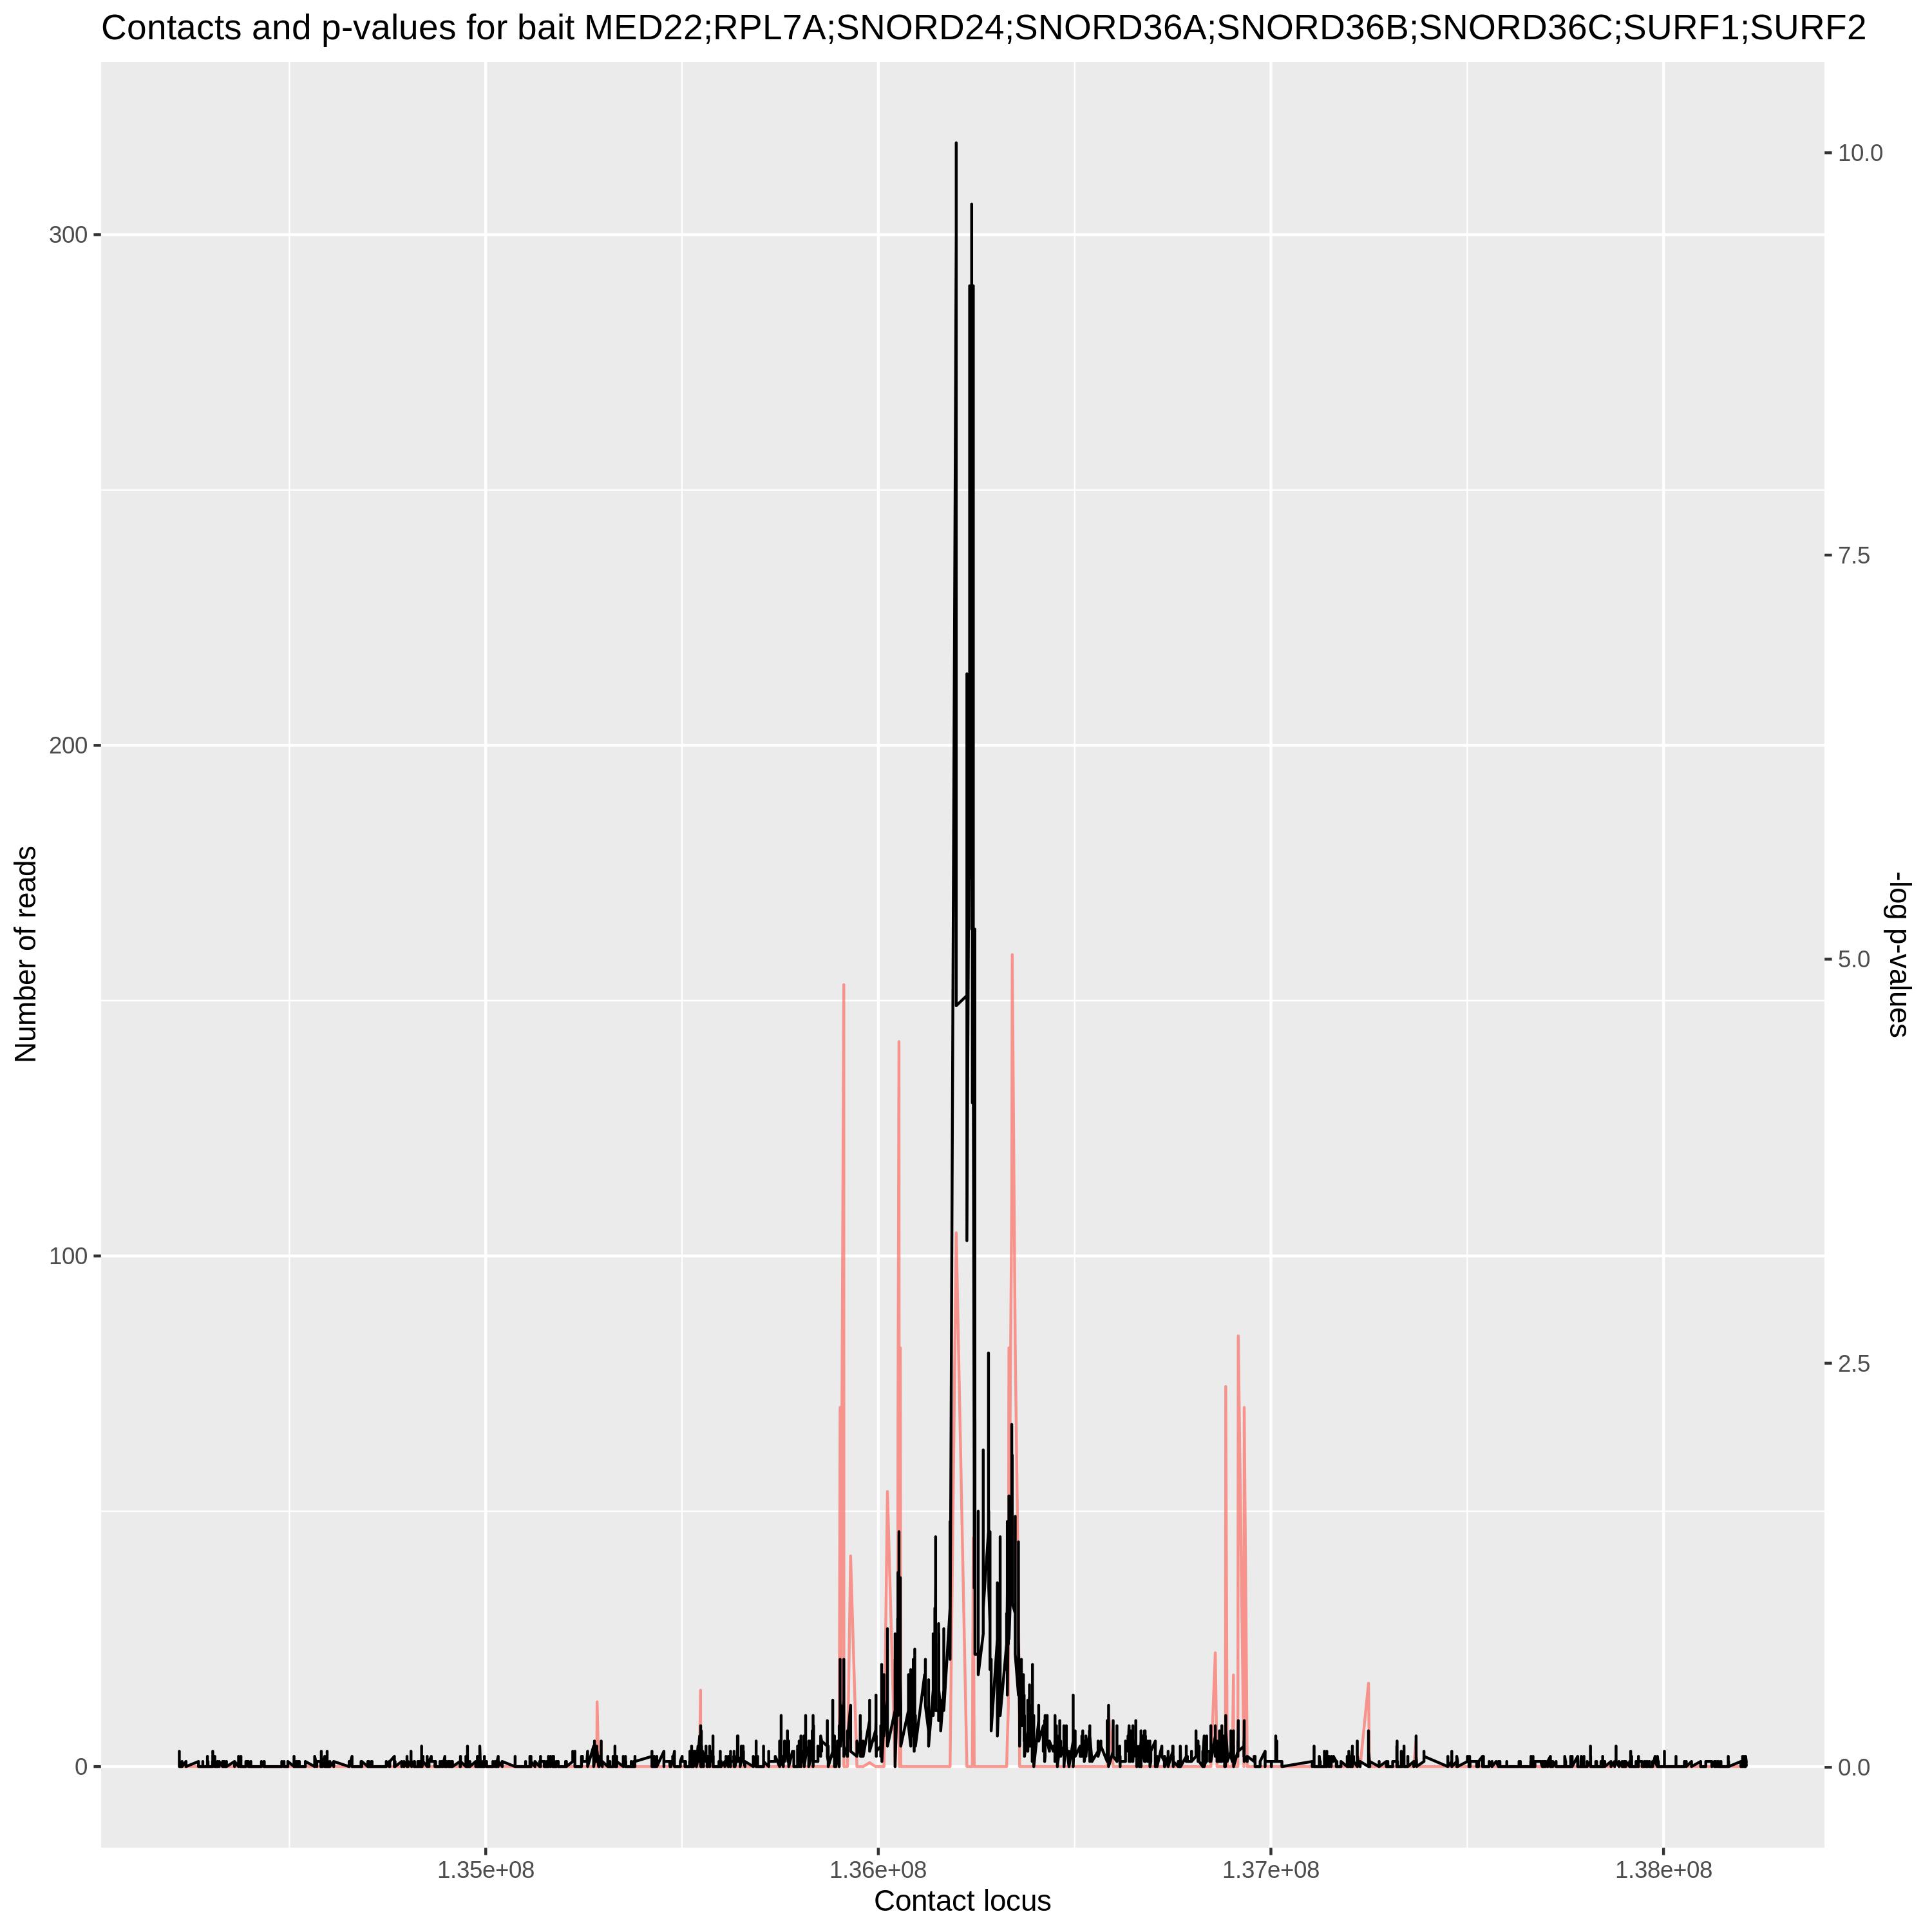 Contacts and p-values for bait MED22;RPL7A;SNORD24;SNORD36A;SNORD36B;SNORD36C;SURF1;SURF2
300
200
100
0
Number of reads
10.0
7.5
5.0
2.5
0.0
-log p-values
1.35e+08 1.36e+08 1.37e+08 1.38e+08
Contact locus